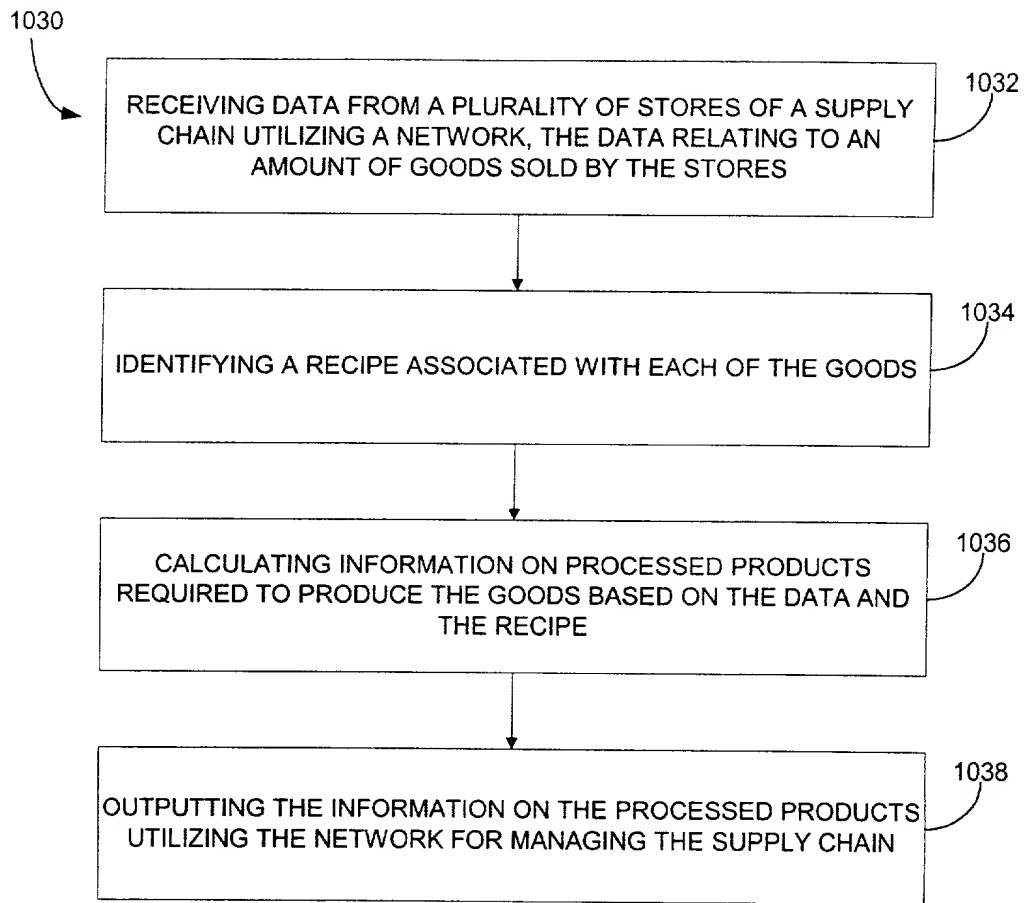 1030
1032
RECEIVING DATA FROM A PLURALITY OF STORES OF A SUPPLY
CHAIN UTILIZING A NETWORK, THE DATA RELATING TO AN
AMOUNT OF GOODS SOLD BY THE STORES
1034
IDENTIFYING A RECIPE ASSOCIATED WITH EACH OF THE GOODS
1036
CALCULATING INFORMATION ON PROCESSED PRODUCTS
REQUIRED TO PRODUCE THE GOODS BASED ON THE DATA AND
THE RECIPE
1038
OUTPUTTING THE INFORMATION ON THE PROCESSED PRODUCTS
UTILIZING THE NETWORK FOR MANAGING THE SUPPLY CHAIN